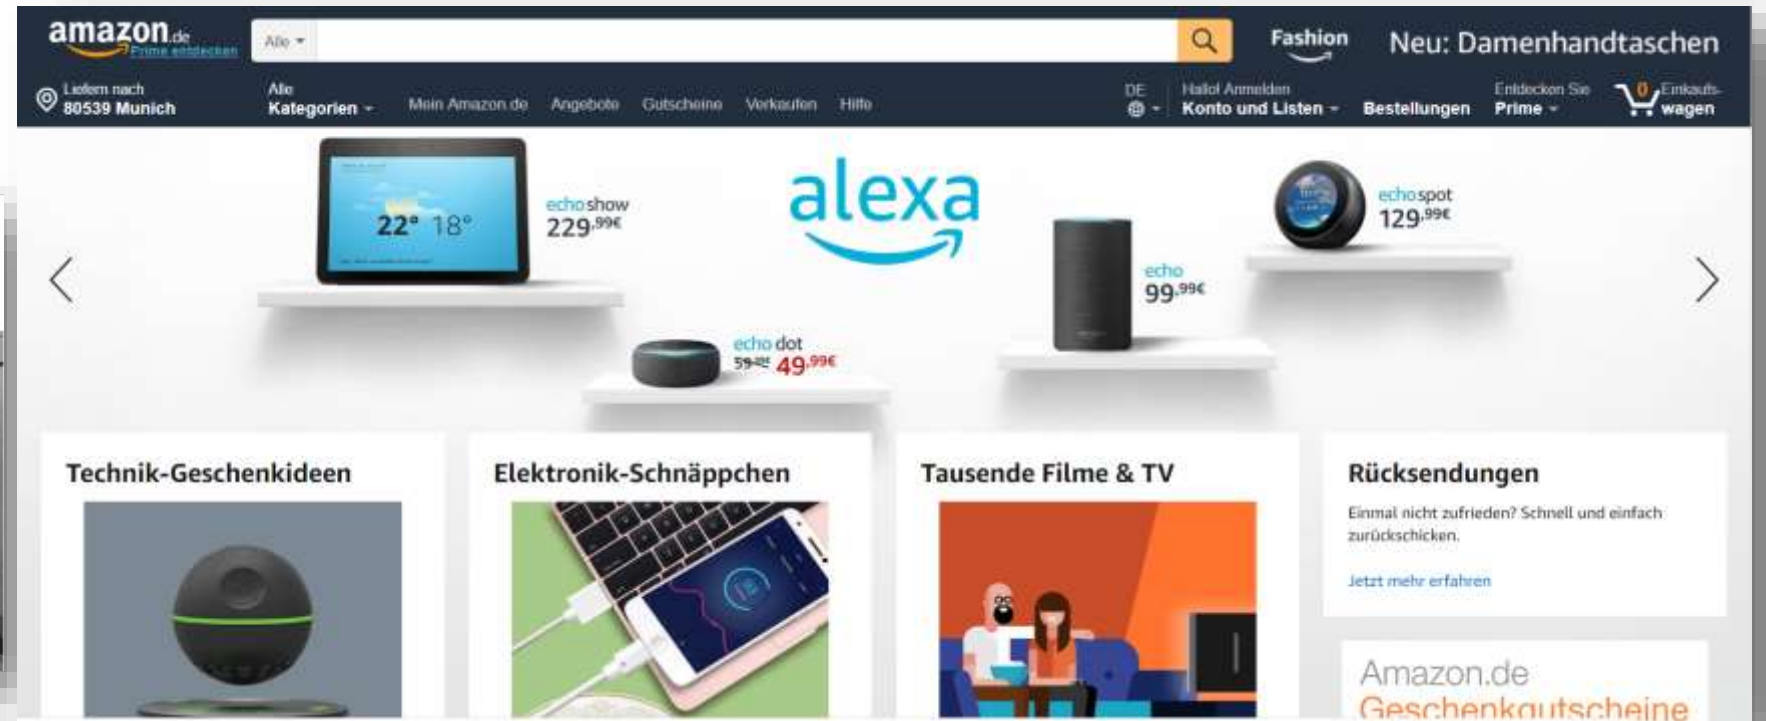 amazon.de
Prime entdecken
Alle
Fashion
Neu: Damenhandtaschen
Liefern nach
80539 Munich
Alle
Kategorien
Mein Amazon.de
Angebote
Gutscheine
Verkaufen
Hilfe
DE
Hallo! Anmelden
Konto und Listen
Bestellungen
Entdecken Sie
Prime
0
Einkaufs-
wagen
22° 18°
echo show
229,99€
alexa
echo spot
129,99€
echo
99,99€
echo dot
49,99€
Technik-Geschenkideen
Elektronik-Schnäppchen
Tausende Filme & TV
Rücksendungen
Einmal nicht zufrieden? Schnell und einfach
zurückschicken.
Jetzt mehr erfahren
Amazon.de
Geschenkgutscheine